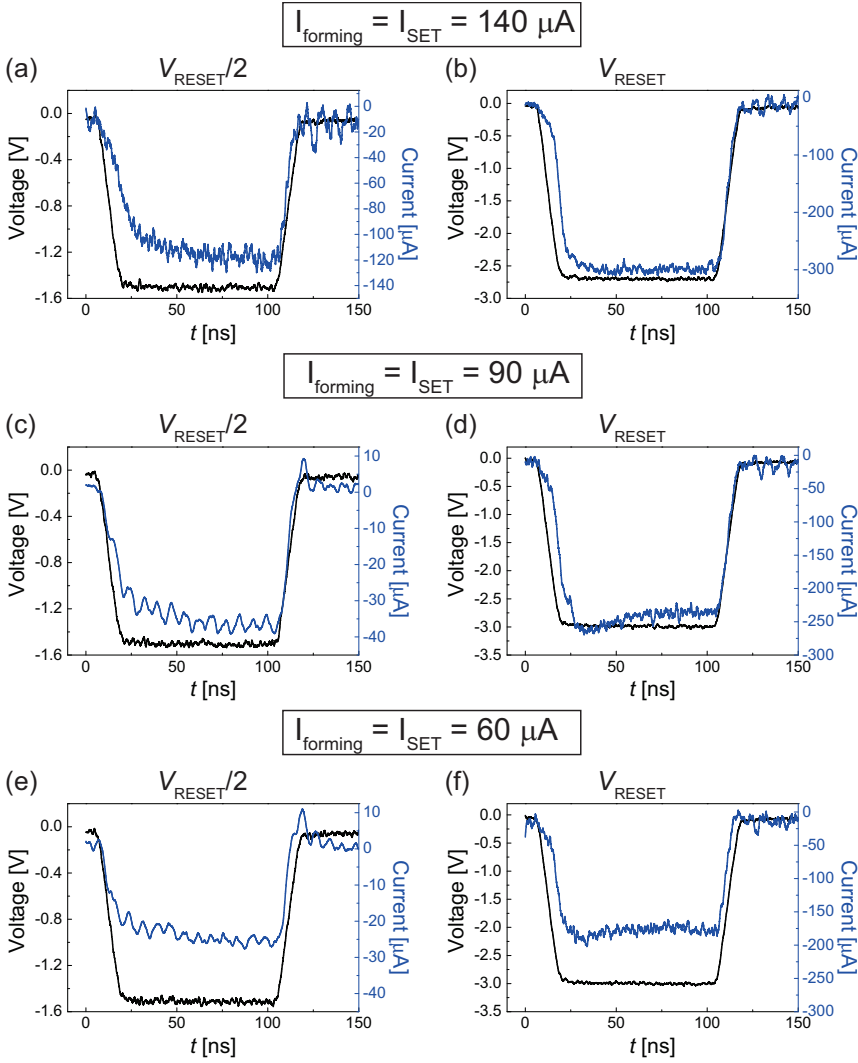 I_forming = I_SET = 140 μA
(a) V_RESET/2 (b) V_RESET
Voltage [V]
0.0
-0.4
-0.8
-1.2
-1.6
0 50 100 150
t [ns]
0
-20
-40
-60
-80
-100
-120
-140
Current [μA]
Voltage [V]
0.0
-0.5
-1.0
-1.5
-2.0
-2.5
-3.0
0 50 100 150
t [ns]
0
-100
-200
-300
Current [μA]
I_forming = I_SET = 90 μA
(c) V_RESET/2 (d) V_RESET
Voltage [V]
0.0
-0.4
-0.8
-1.2
-1.6
0 50 100 150
t [ns]
10
0
-10
-20
-30
-40
Current [μA]
Voltage [V]
0.0
-0.5
-1.0
-1.5
-2.0
-2.5
-3.0
-3.5
0 50 100 150
t [ns]
0
-50
-100
-150
-200
-250
-300
Current [μA]
I_forming = I_SET = 60 μA
(e) V_RESET/2 (f) V_RESET
Voltage [V]
0.0
-0.4
-0.8
-1.2
-1.6
0 50 100 150
t [ns]
10
0
-10
-20
-30
-40
Current [μA]
Voltage [V]
0.0
-0.5
-1.0
-1.5
-2.0
-2.5
-3.0
-3.5
0 50 100 150
t [ns]
0
-50
-100
-150
-200
-250
-300
Current [μA]